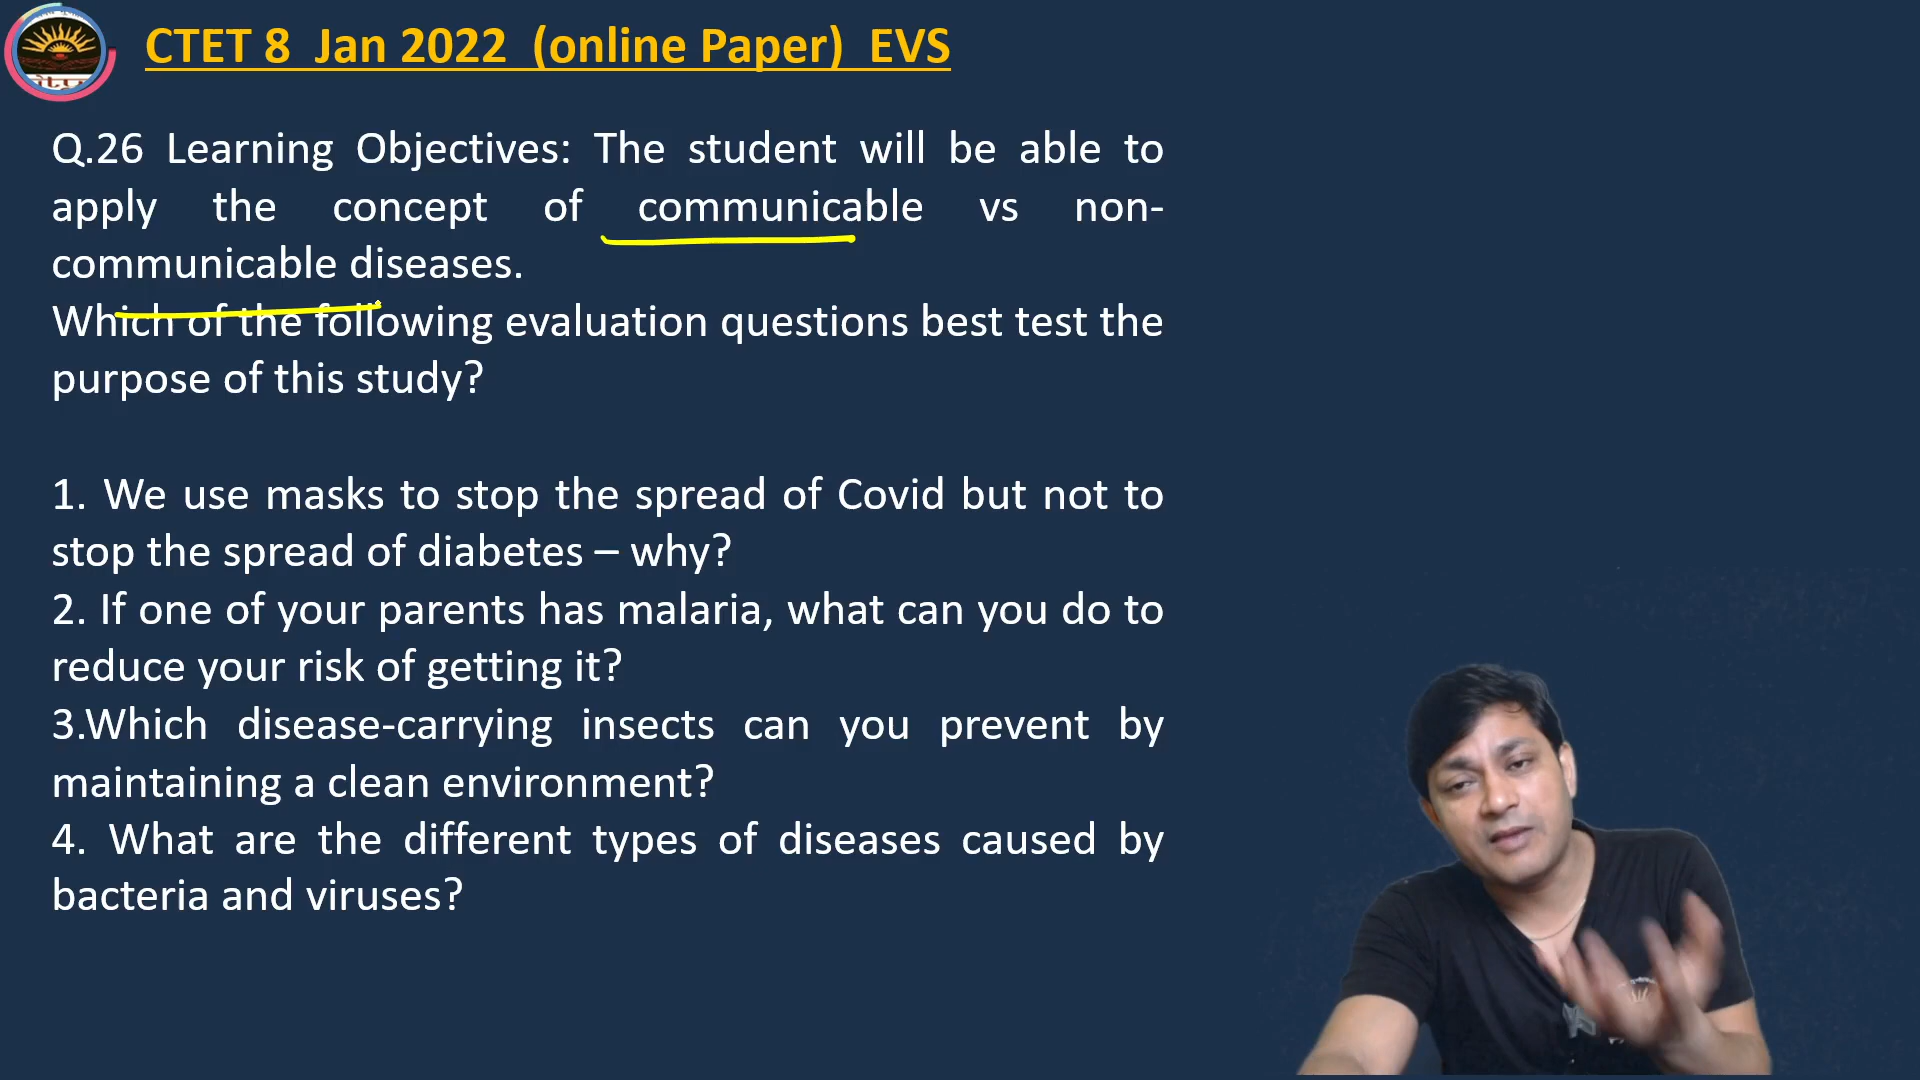 CTET 8 Jan 2022 (online Paper) EVS
Q.26 Learning Objectives: The student will be able to
apply the concept of communicable vs non-
communicable diseases.
Which of the following evaluation questions best test the
purpose of this study?
1. We use masks to stop the spread of Covid but not to
stop the spread of diabetes – why?
2. If one of your parents has malaria, what can you do to
reduce your risk of getting it?
3.Which disease-carrying insects can you prevent by
maintaining a clean environment?
4. What are the different types of diseases caused by
bacteria and viruses?